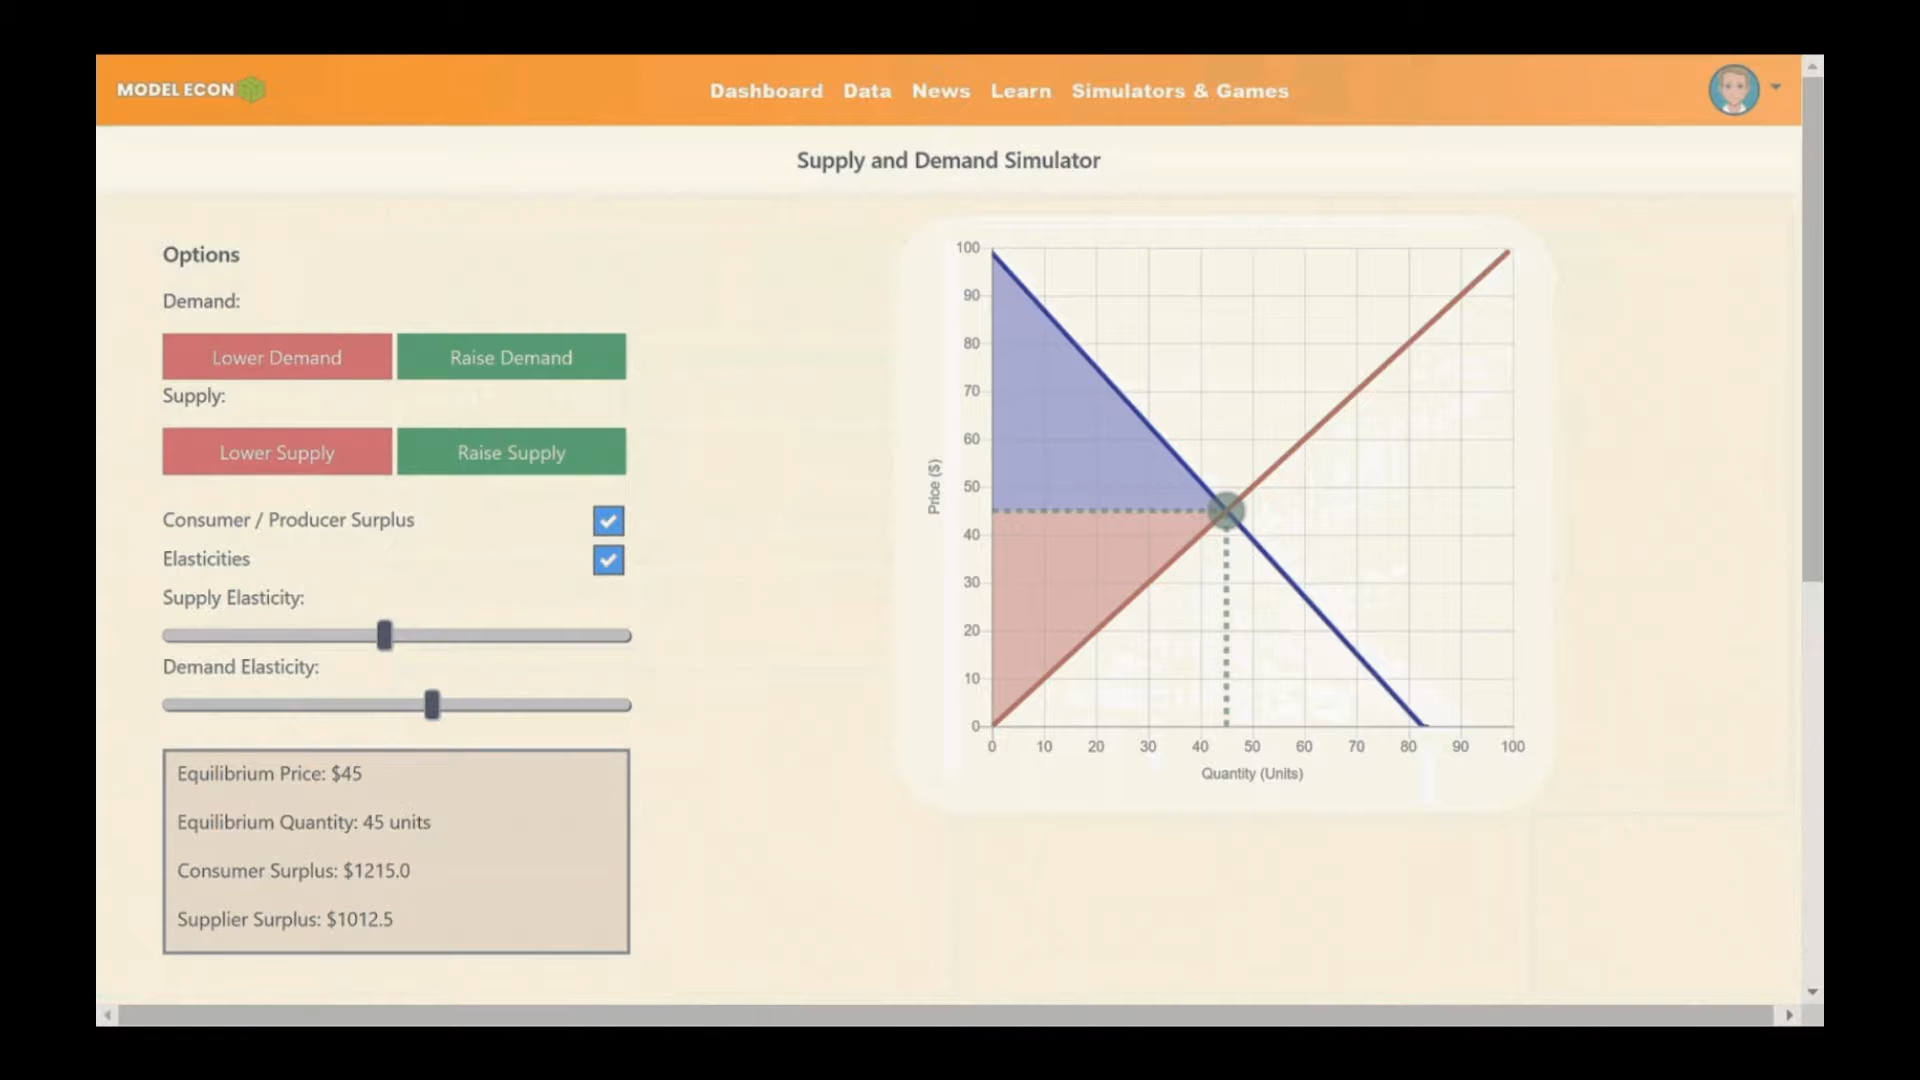 MODEL ECON
Dashboard Data News Learn Simulators & Games
Supply and Demand Simulator
Options
Demand:
Lower Demand Raise Demand
Supply:
Lower Supply Raise Supply
Consumer / Producer Surplus
Elasticities
Supply Elasticity:
Demand Elasticity:
Equilibrium Price: $45
Equilibrium Quantity: 45 units
Consumer Surplus: $1215.0
Supplier Surplus: $1012.5
Price ($)
100
90
80
70
60
50
40
30
20
10
0
0 10 20 30 40 50 60 70 80 90 100
Quantity (Units)